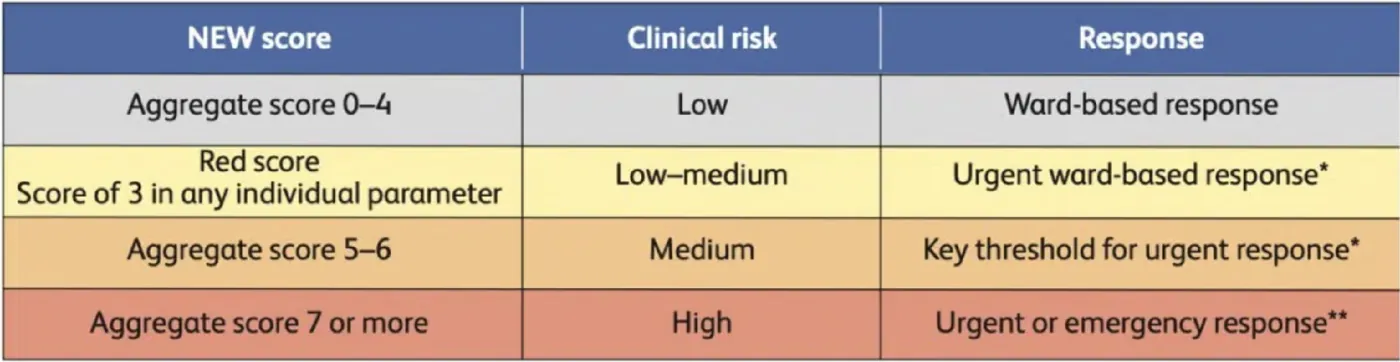 NEW score Clinical risk Response
Aggregate score 0–4 Low Ward-based response
Red score
Score of 3 in any individual parameter Low–medium Urgent ward-based response*
Aggregate score 5–6 Medium Key threshold for urgent response*
Aggregate score 7 or more High Urgent or emergency response**